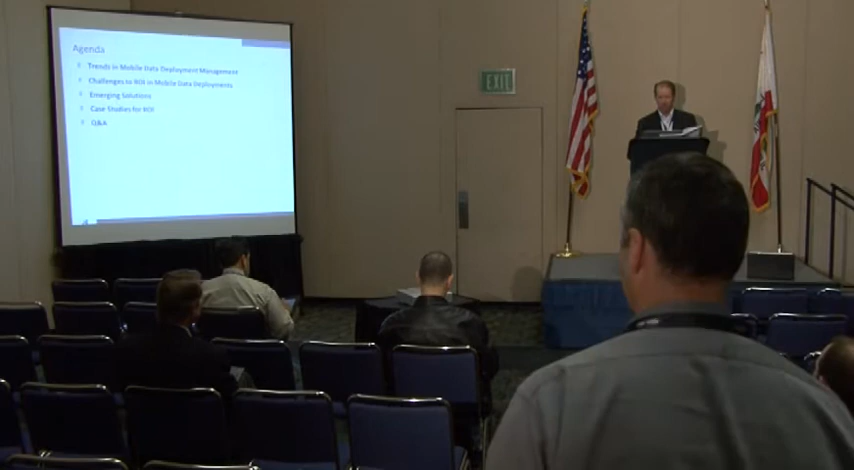 Agenda
Trends in Mobile Data Deployment Management
Challenges to ROI in Mobile Data Deployments
Emerging Solutions
Case Studies for ROI
Q&A
EXIT